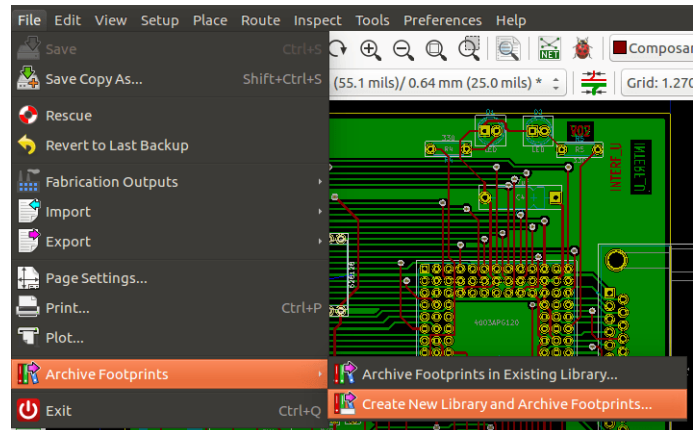 File Edit View Setup Place Route Inspect Tools Preferences Help
Save Ctrl+S
Save Copy As... Shift+Ctrl+S
(55.1 mils)/ 0.64 mm (25.0 mils) *
Grid: 1.270
NET
Composan
Rescue
Revert to Last Backup
Fabrication Outputs
Import
Export
Page Settings...
Print... Ctrl+P
Plot...
Archive Footprints
Archive Footprints in Existing Library...
Create New Library and Archive Footprints...
Exit Ctrl+Q
INTERF_U
4003APG120